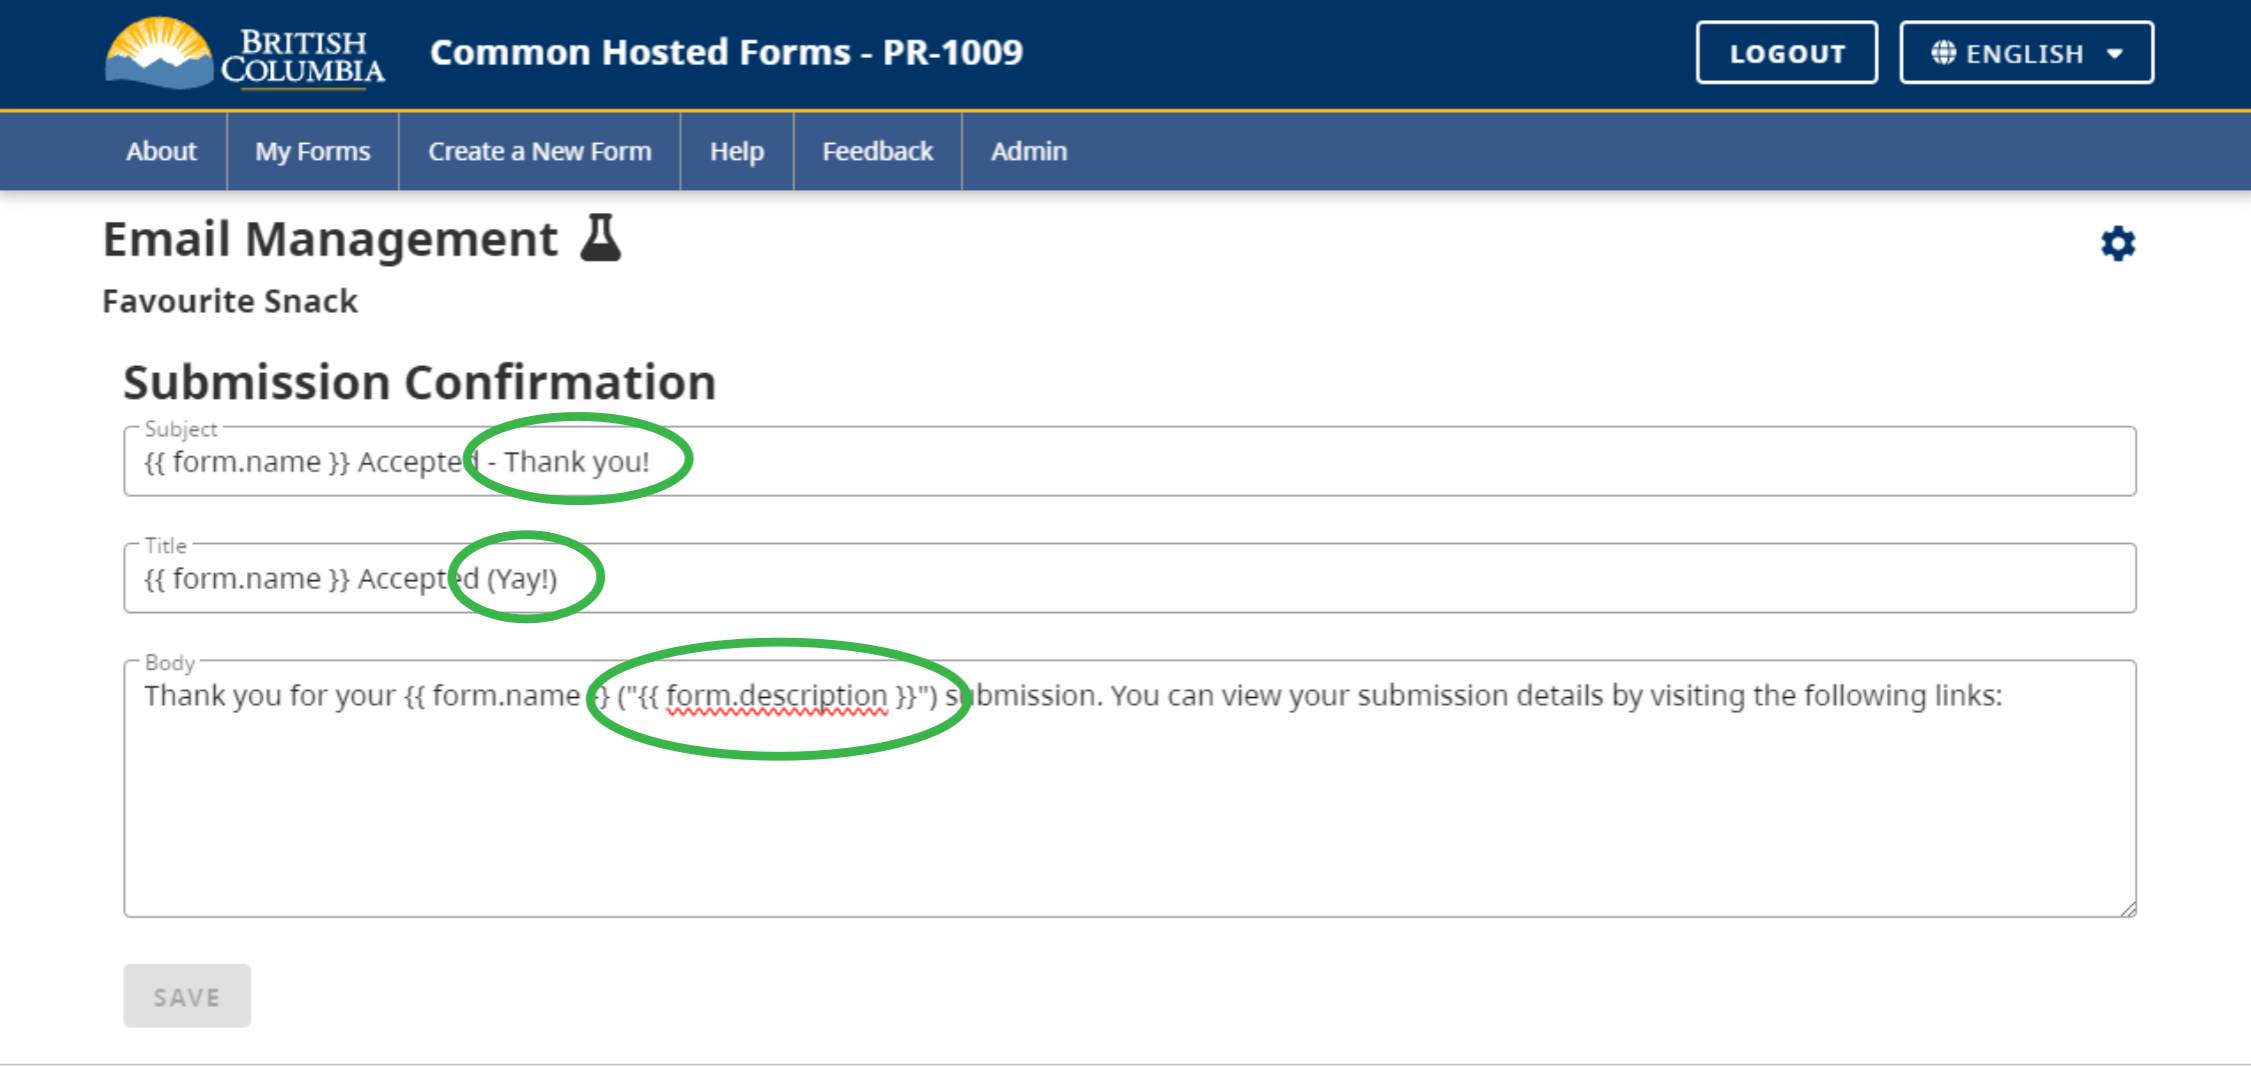 BRITISH
COLUMBIA
Common Hosted Forms - PR-1009
LOGOUT
ENGLISH
About
My Forms
Create a New Form
Help
Feedback
Admin
Email Management
Favourite Snack
Submission Confirmation
Subject
{{ form.name }} Accepted - Thank you!
Title
{{ form.name }} Accepted (Yay!)
Body
Thank you for your {{ form.name }} ("{{ form.description }}") submission. You can view your submission details by visiting the following links:
SAVE